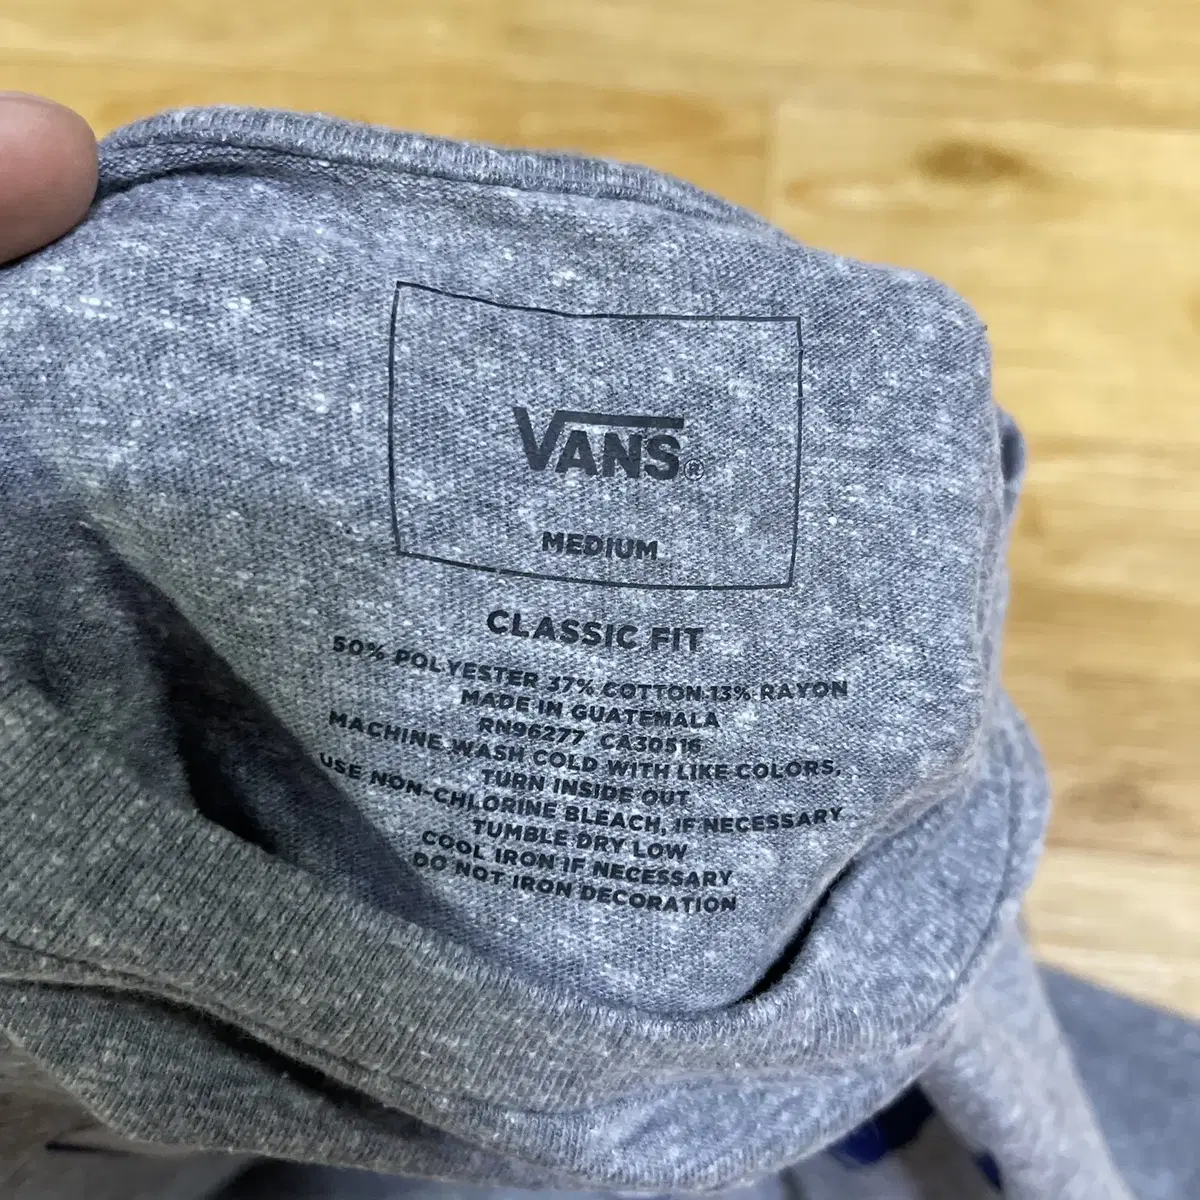 VANS®
MEDIUM
CLASSIC FIT
50% POLYESTER 37% COTTON 13% RAYON
MADE IN GUATEMALA
RN96277 CA30516
MACHINE WASH COLD WITH LIKE COLORS,
TURN INSIDE OUT
USE NON-CHLORINE BLEACH, IF NECESSARY
TUMBLE DRY LOW
COOL IRON IF NECESSARY
DO NOT IRON DECORATION